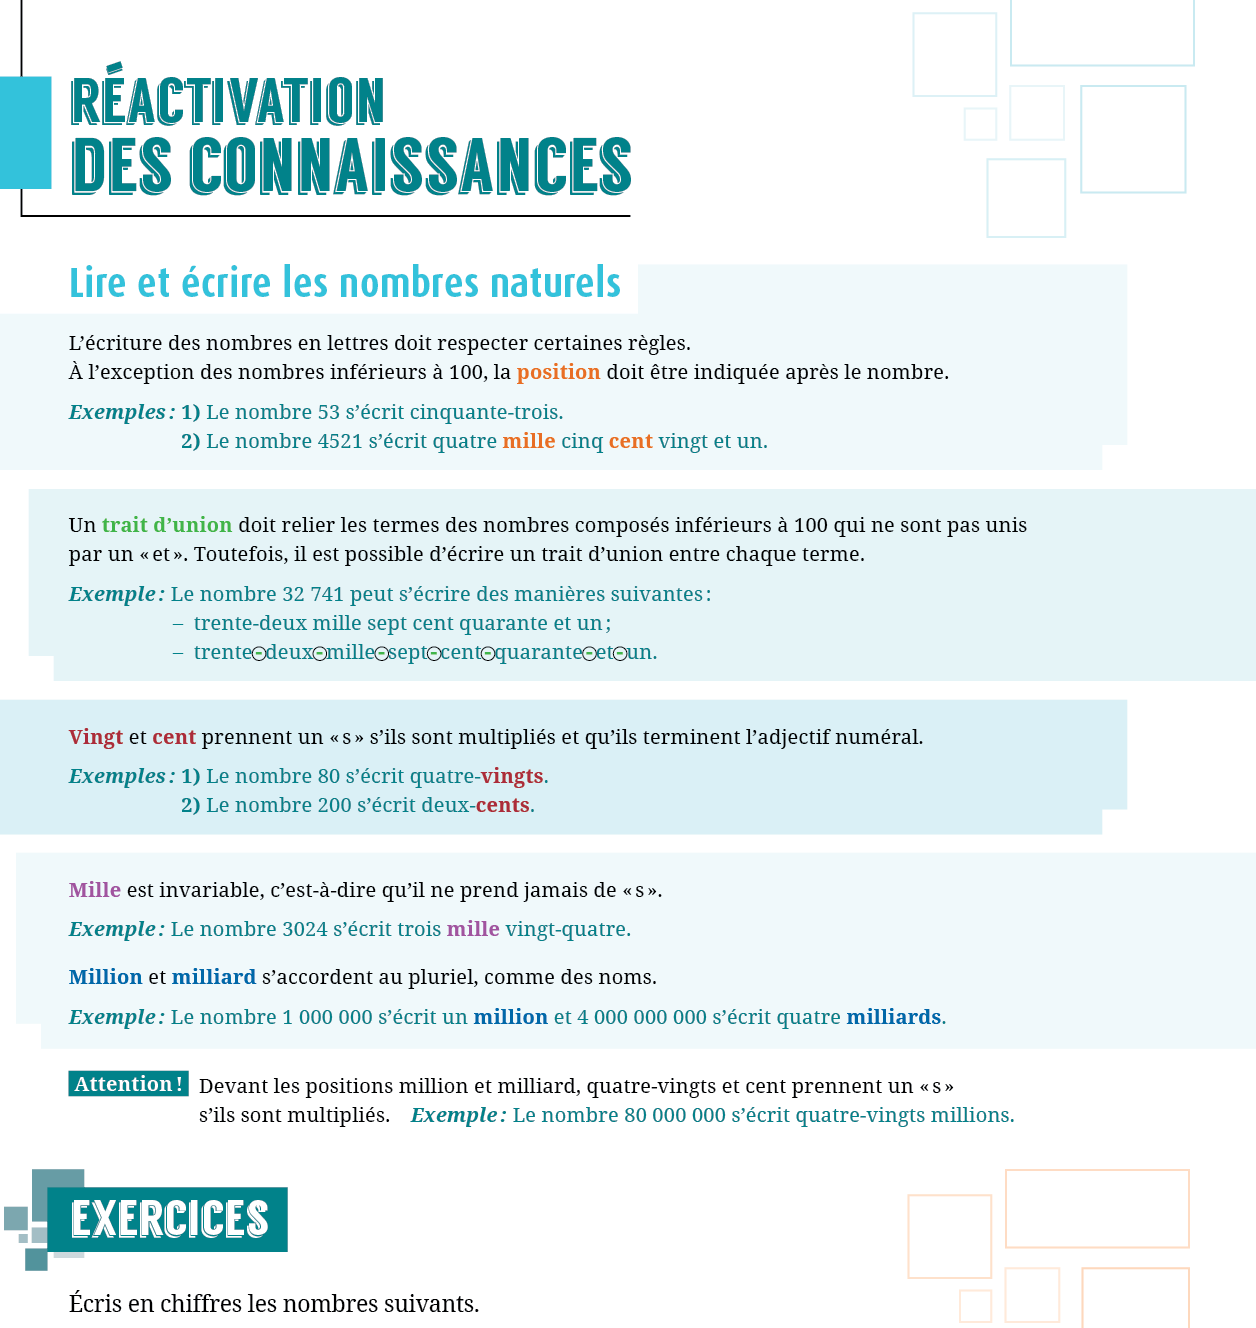 RÉACTIVATION
DES CONNAISSANCES
Lire et écrire les nombres naturels
L’écriture des nombres en lettres doit respecter certaines règles.
À l’exception des nombres inférieurs à 100, la position doit être indiquée après le nombre.
Exemples : 1) Le nombre 53 s’écrit cinquante-trois.
2) Le nombre 4521 s’écrit quatre mille cinq cent vingt et un.
Un trait d’union doit relier les termes des nombres composés inférieurs à 100 qui ne sont pas unis
par un « et ». Toutefois, il est possible d’écrire un trait d’union entre chaque terme.
Exemple : Le nombre 32 741 peut s’écrire des manières suivantes :
– trente-deux mille sept cent quarante et un ;
– trente-deux-mille-sept-cent-quarante-et-un.
Vingt et cent prennent un « s » s’ils sont multipliés et qu’ils terminent l’adjectif numéral.
Exemples : 1) Le nombre 80 s’écrit quatre-vingts.
2) Le nombre 200 s’écrit deux-cents.
Mille est invariable, c’est-à-dire qu’il ne prend jamais de « s ».
Exemple : Le nombre 3024 s’écrit trois mille vingt-quatre.
Million et milliard s’accordent au pluriel, comme des noms.
Exemple : Le nombre 1 000 000 s’écrit un million et 4 000 000 000 s’écrit quatre milliards.
Attention ! Devant les positions million et milliard, quatre-vingts et cent prennent un « s »
s’ils sont multipliés. Exemple : Le nombre 80 000 000 s’écrit quatre-vingts millions.
EXERCICES
Écris en chiffres les nombres suivants.